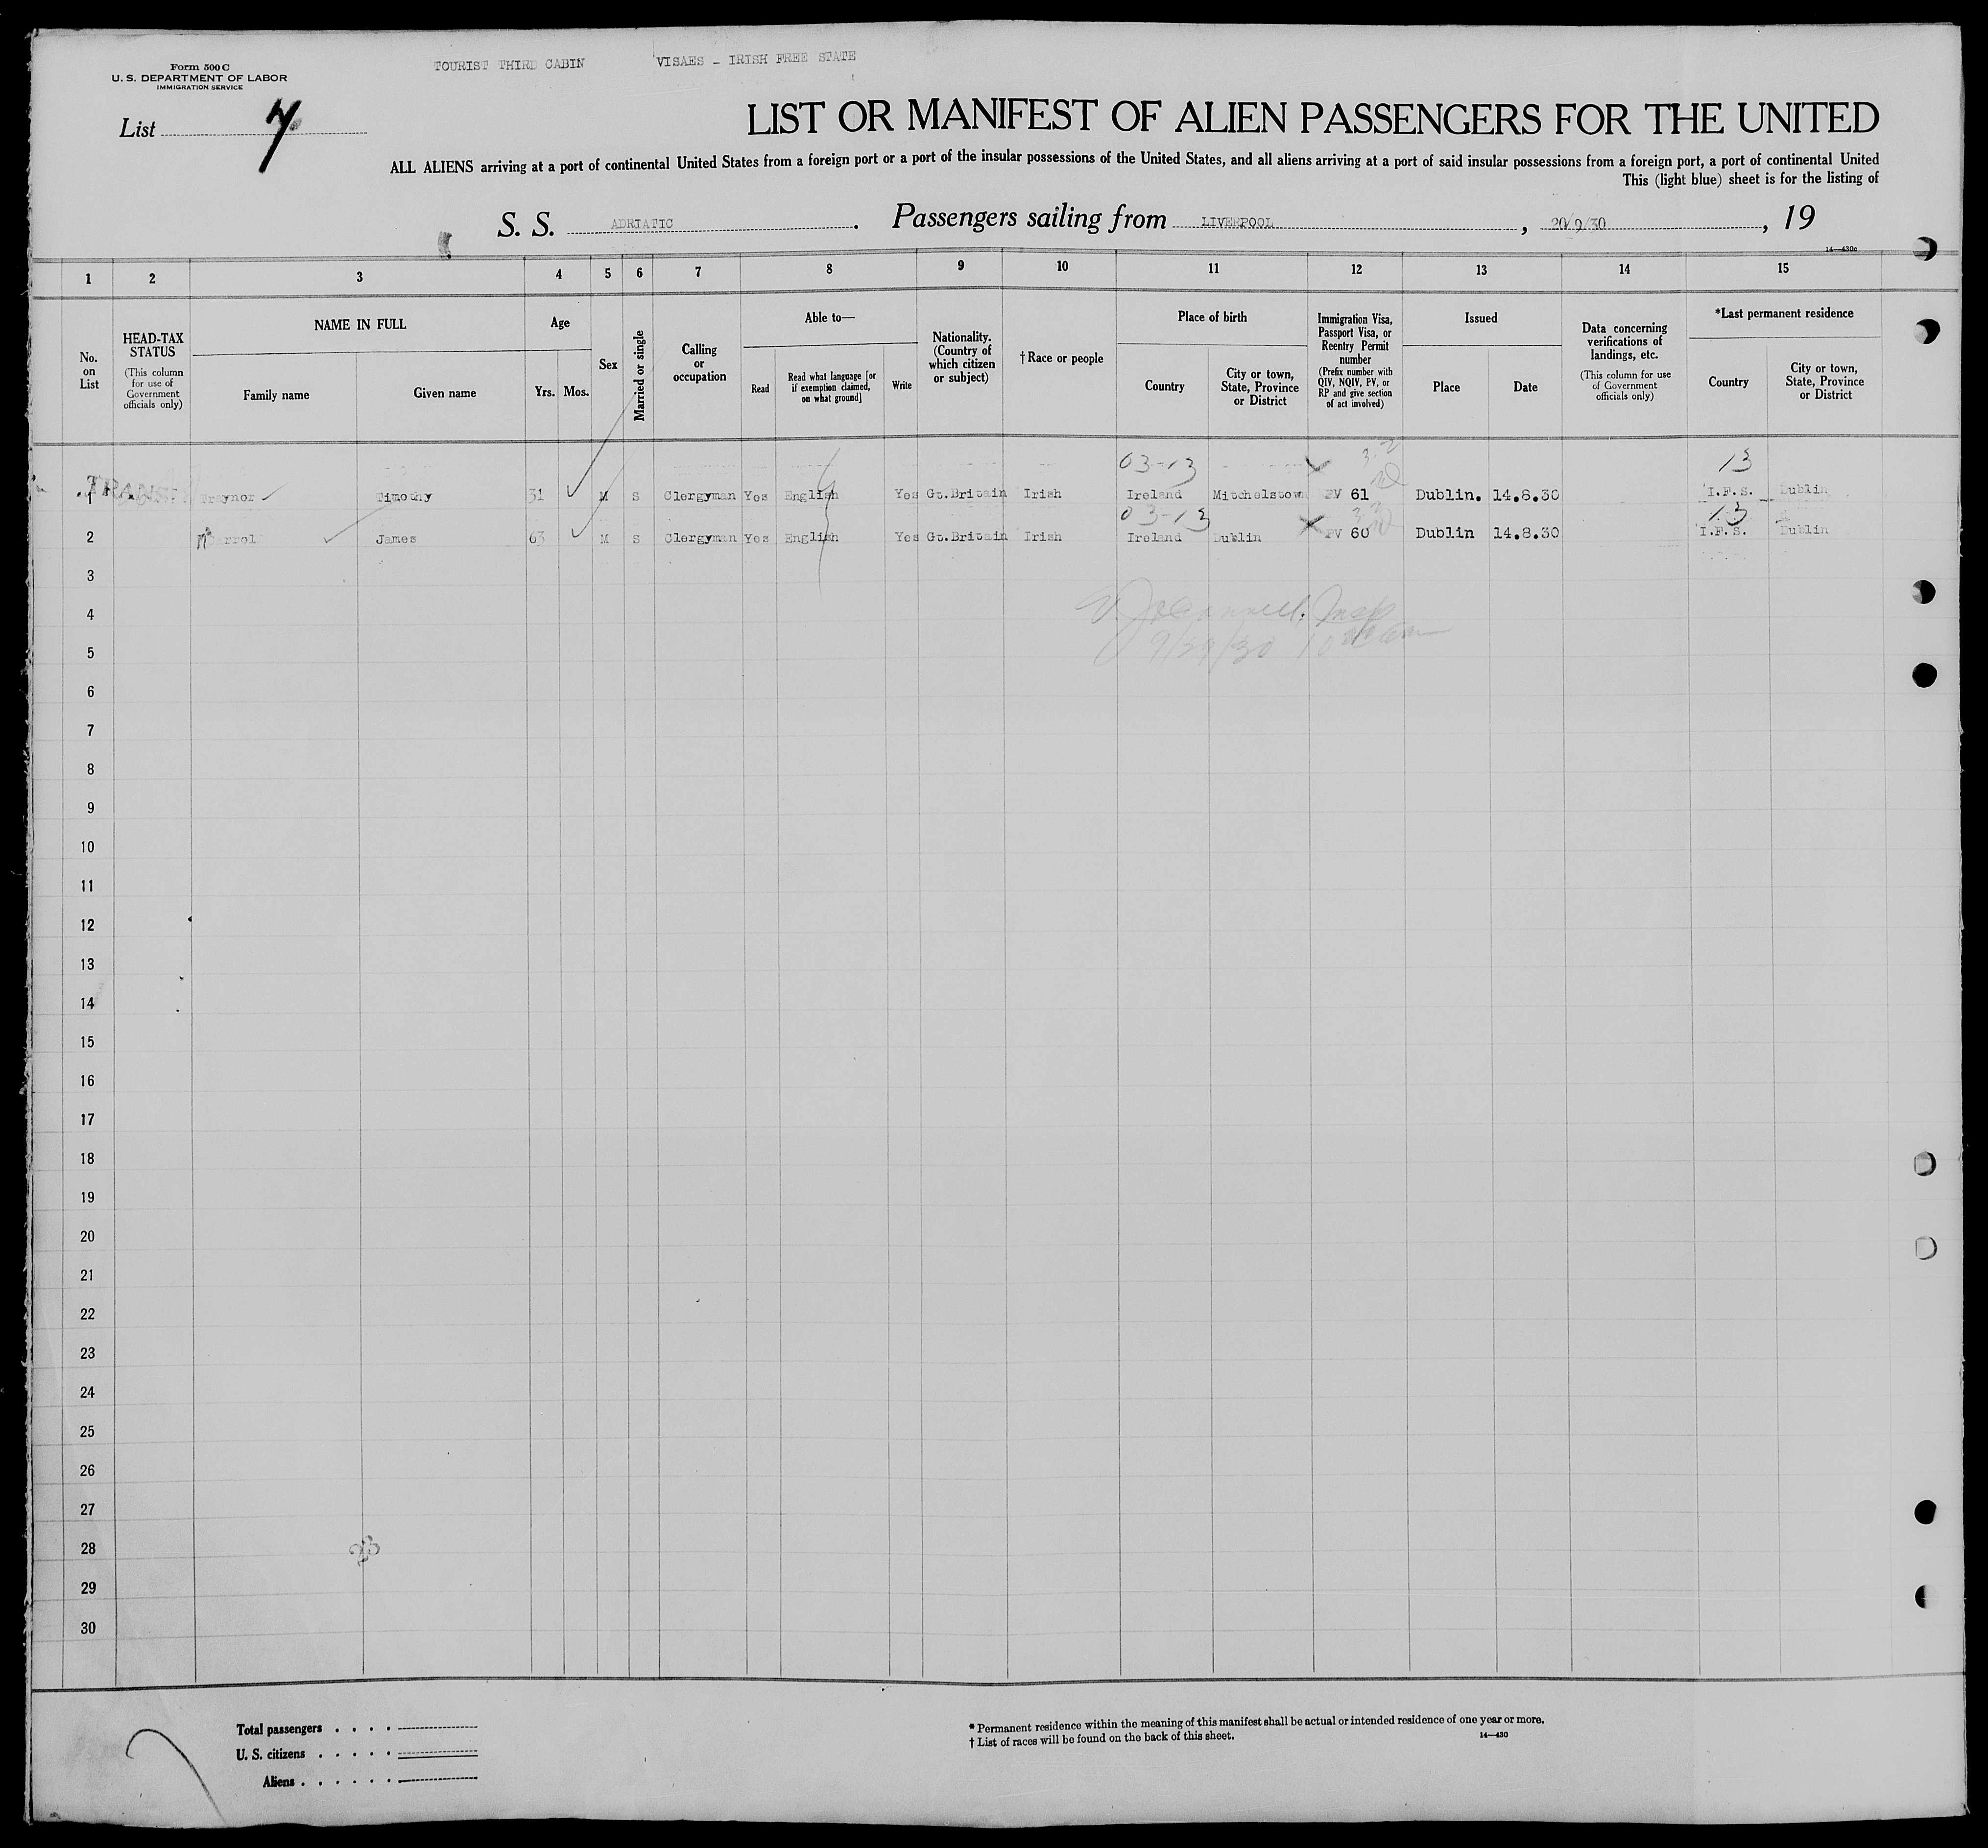 Form 500 C
U. S. DEPARTMENT OF LABOR
IMMIGRATION SERVICE
TOURIST THIRD CABIN VISAES - IRISH FREE STATE
List
LIST OR MANIFEST OF ALIEN PASSENGERS FOR THE UNITED
ALL ALIENS arriving at a port of continental United States from a foreign port or a port of the insular possessions of the United States, and all aliens arriving at a port of said insular possessions from a foreign port, a port of continental United
This (light blue) sheet is for the listing of
S. S. ADRIATIC. Passengers sailing from LIVERPOOL, 20/9/30, 19
14—430c
1 2 3 4 5 6 7 8 9 10 11 12 13 14 15
No. on List
HEAD-TAX STATUS
(This column for use of Government officials only)
NAME IN FULL
Family name
Given name
Age
Yrs. Mos.
Sex
Married or single
Calling or occupation
Able to—
Read
Read what language [or if exemption claimed, on what ground]
Write
Nationality. (Country of which citizen or subject)
†Race or people
Place of birth
Country
City or town, State, Province or District
Immigration Visa, Passport Visa, or Reentry Permit number
(Prefix number with QIV, NQIV, PV, or RP and give section of act involved)
Issued
Place
Date
Data concerning verifications of landings, etc.
(This column for use of Government officials only)
*Last permanent residence
Country
City or town, State, Province or District
03-13 3.2 13
1 Traynor Timothy 31 M S Clergyman Yes English Yes Gt.Britain Irish Ireland Mitchelstown PV 61 Dublin. 14.8.30 I.F.S. Dublin
03-13 13
2 James 63 M S Clergyman Yes English Yes Gt.Britain Irish Ireland Dublin PV 60 Dublin 14.8.30 I.F.S. Dublin
3
4
5
6
7
8
9
10
11
12
13
14
15
16
17
18
19
20
21
22
23
24
25
26
27
28
29
30
Total passengers
U. S. citizens
Aliens
* Permanent residence within the meaning of this manifest shall be actual or intended residence of one year or more.
† List of races will be found on the back of this sheet.
14—430